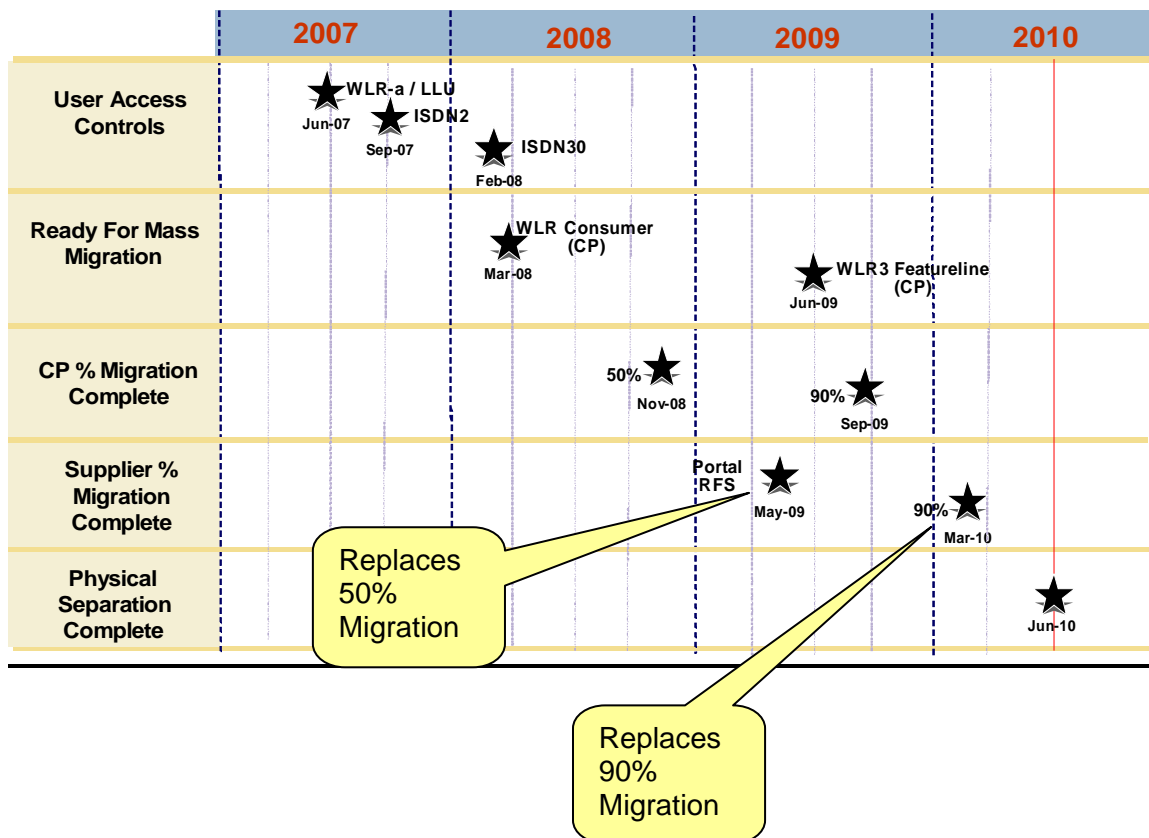 2007 2008 2009 2010
User Access
Controls
WLR-a / LLU
Jun-07
ISDN2
Sep-07
ISDN30
Feb-08
Ready For Mass
Migration
WLR Consumer
(CP)
Mar-08
WLR3 Featureline
(CP)
Jun-09
CP % Migration
Complete
50%
Nov-08
90%
Sep-09
Supplier %
Migration
Complete
Portal
RFS
May-09
90%
Mar-10
Replaces
50%
Migration
Physical
Separation
Complete
Jun-10
Replaces
90%
Migration